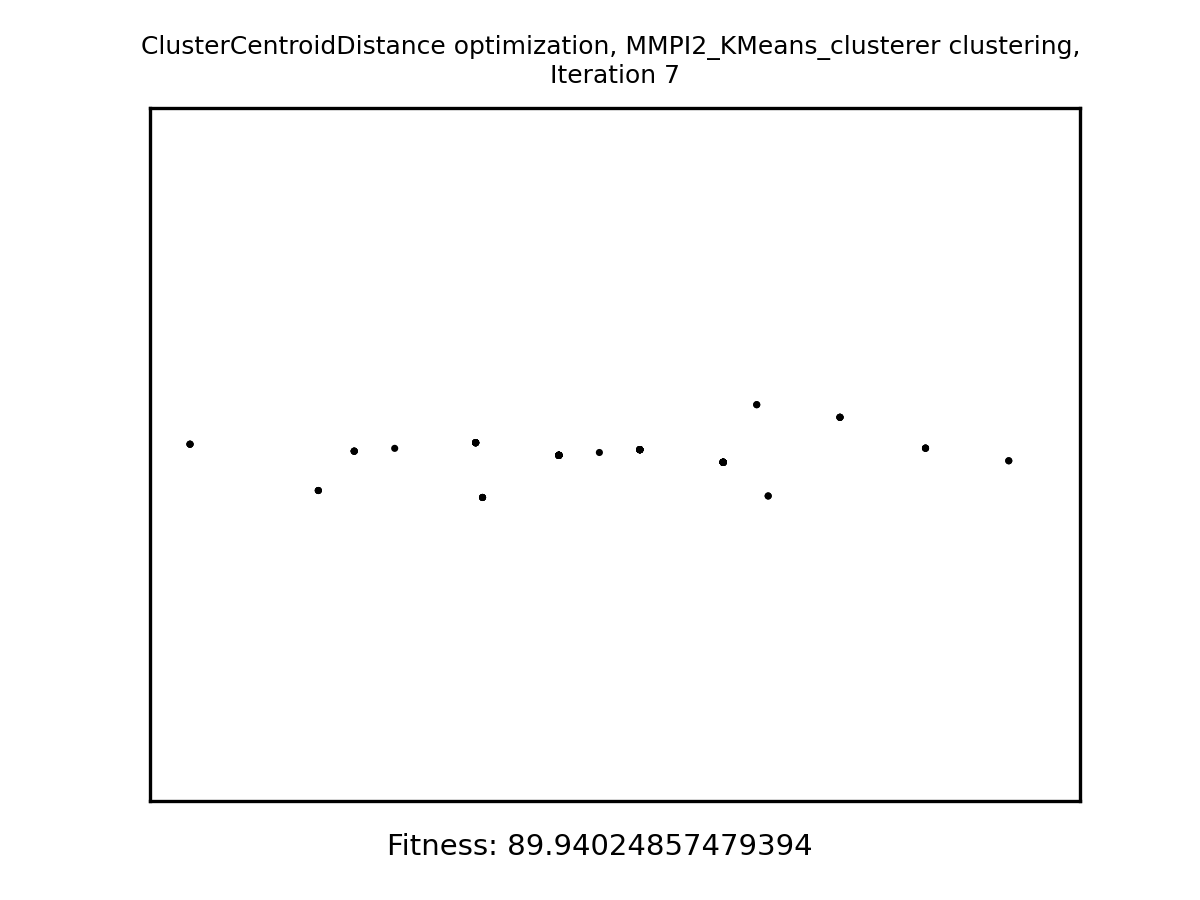 ClusterCentroidDistance optimization, MMPI2_KMeans_clusterer clustering,
Iteration 7
Fitness: 89.94024857479394